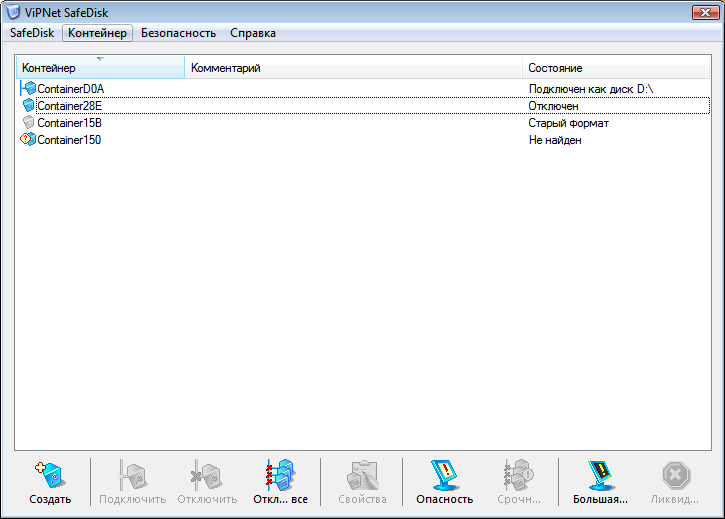 ViPNet SafeDisk
SafeDisk Контейнер Безопасность Справка
Контейнер Комментарий Состояние
ContainerD0A Подключен как диск D:\
Container28E Отключен
Container15B Старый формат
Container150 Не найден
Создать Подключить Отключить Откл... все Свойства Опасность Срочн... Большая... Ликвид...